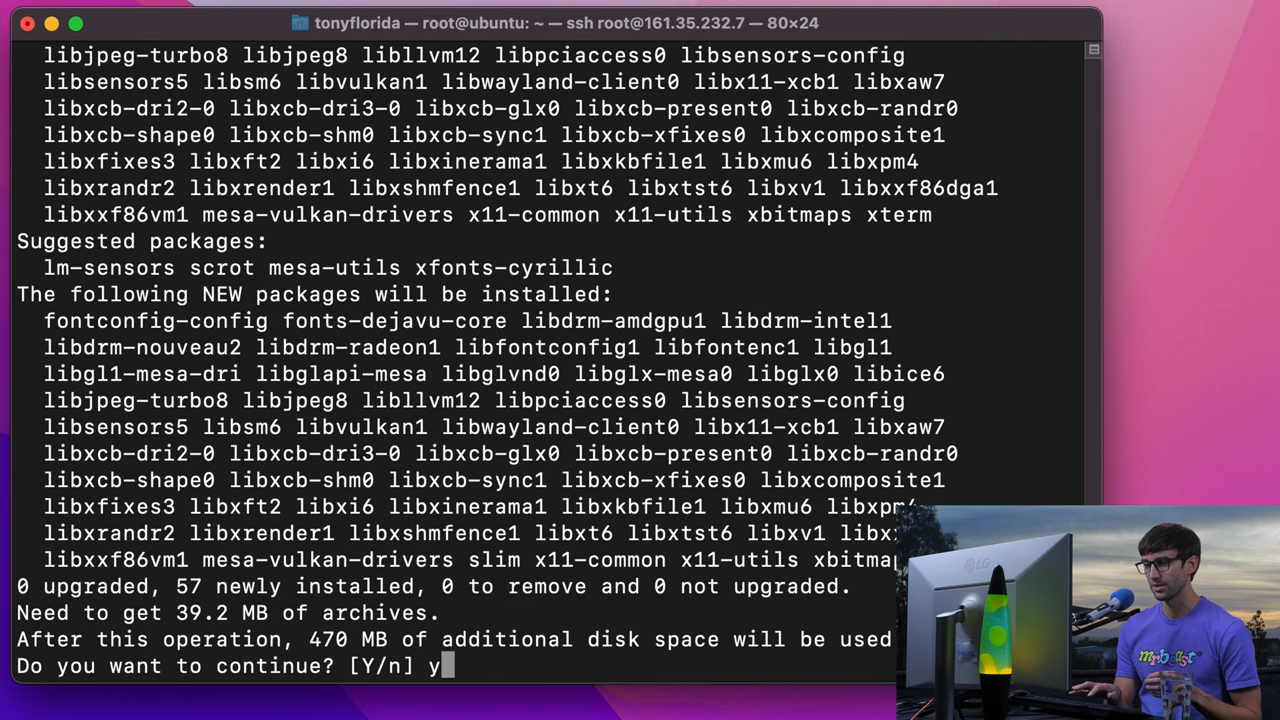 tonyflorida — root@ubuntu: ~ — ssh root@161.35.232.7 — 80×24
libjpeg-turbo8 libjpeg8 libllvm12 libpciaccess0 libsensors-config
libsensors5 libsm6 libvulkan1 libwayland-client0 libx11-xcb1 libxaw7
libxcb-dri2-0 libxcb-dri3-0 libxcb-glx0 libxcb-present0 libxcb-randr0
libxcb-shape0 libxcb-shm0 libxcb-sync1 libxcb-xfixes0 libxcomposite1
libxfixes3 libxft2 libxi6 libxinerama1 libxkbfile1 libxmu6 libxpm4
libxrandr2 libxrender1 libxshmfence1 libxt6 libxtst6 libxv1 libxxf86dga1
libxxf86vm1 mesa-vulkan-drivers x11-common x11-utils xbitmaps xterm
Suggested packages:
lm-sensors scrot mesa-utils xfonts-cyrillic
The following NEW packages will be installed:
fontconfig-config fonts-dejavu-core libdrm-amdgpu1 libdrm-intel1
libdrm-nouveau2 libdrm-radeon1 libfontconfig1 libfontenc1 libgl1
libgl1-mesa-dri libglapi-mesa libglvnd0 libglx-mesa0 libglx0 libice6
libjpeg-turbo8 libjpeg8 libllvm12 libpciaccess0 libsensors-config
libsensors5 libsm6 libvulkan1 libwayland-client0 libx11-xcb1 libxaw7
libxcb-dri2-0 libxcb-dri3-0 libxcb-glx0 libxcb-present0 libxcb-randr0
libxcb-shape0 libxcb-shm0 libxcb-sync1 libxcb-xfixes0 libxcomposite1
libxfixes3 libxft2 libxi6 libxinerama1 libxkbfile1 libxmu6 libxpm4
libxrandr2 libxrender1 libxshmfence1 libxt6 libxtst6 libxv1
libxxf86vm1 mesa-vulkan-drivers slim x11-common x11-utils
0 upgraded, 57 newly installed, 0 to remove and 0 not upgraded.
Need to get 39.2 MB of archives.
After this operation, 470 MB of additional disk space will be used
Do you want to continue? [Y/n] y
LG
mrbeast